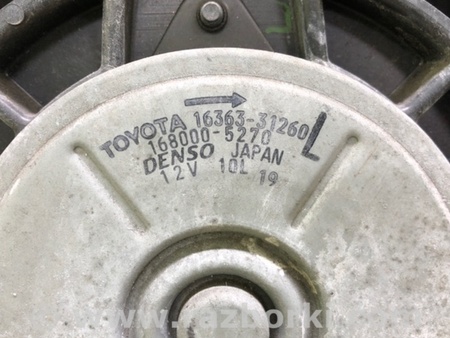 TOYOTA 16363-31260 L
168000-5270
DENSO JAPAN
12V 10L 19